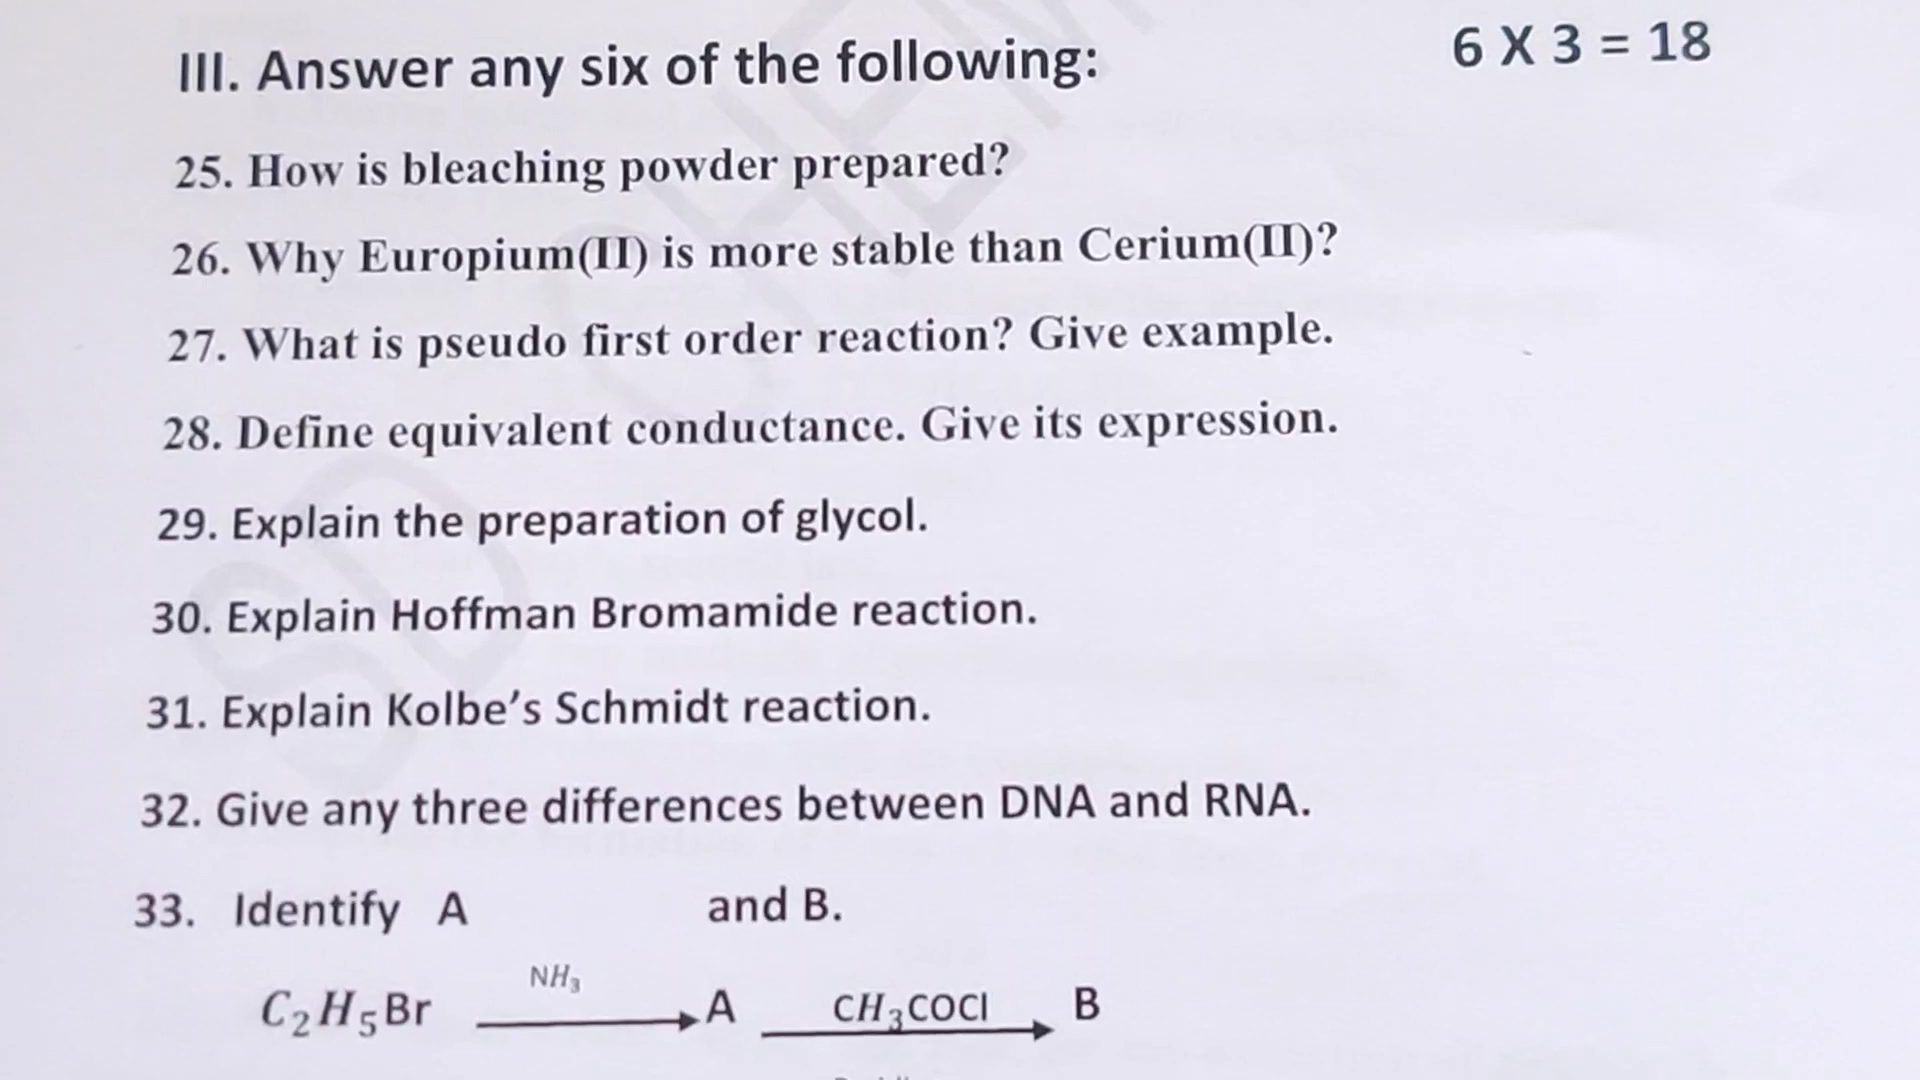 III. Answer any six of the following: 6 X 3 = 18
25. How is bleaching powder prepared?
26. Why Europium(II) is more stable than Cerium(II)?
27. What is pseudo first order reaction? Give example.
28. Define equivalent conductance. Give its expression.
29. Explain the preparation of glycol.
30. Explain Hoffman Bromamide reaction.
31. Explain Kolbe's Schmidt reaction.
32. Give any three differences between DNA and RNA.
33. Identify A and B.
C₂H₅Br NH₃ A CH₃COCl B
SD CHEM